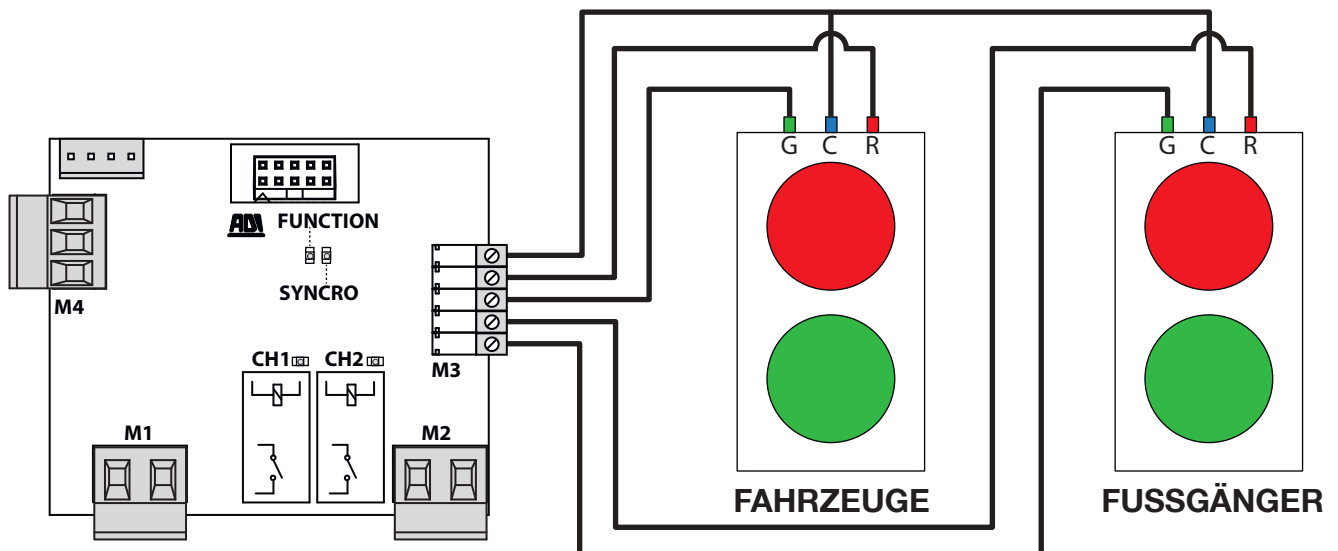 G C R
G C R
ADI FUNCTION
SYNCRO
M4
CH1 CH2
M3
M1
M2
FAHRZEUGE
FUSSGÄNGER